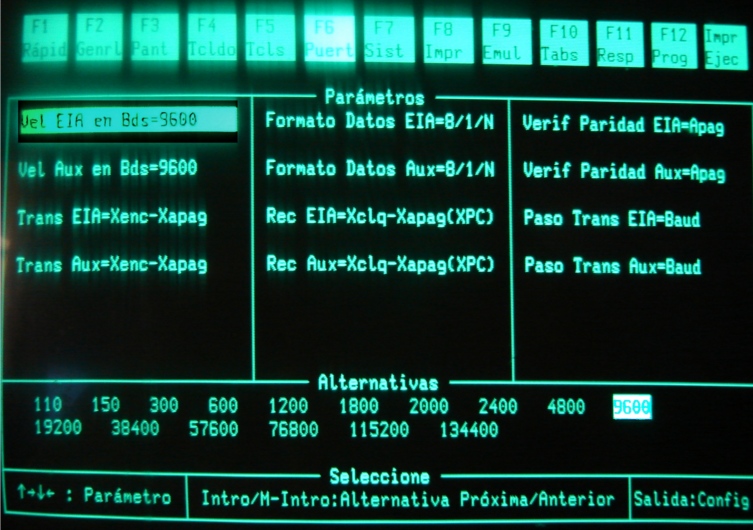 F1 F2 F3 F4 F5 F6 F7 F8 F9 F10 F11 F12 Impr
Rápid Genrl Pant Tcldo Tcls Puert Sist Impr Emul Tabs Resp Prog Ejec
Parámetros
Vel EIA en Bds=9600 Formato Datos EIA=8/1/N Verif Paridad EIA=Apag
Vel Aux en Bds=9600 Formato Datos Aux=8/1/N Verif Paridad Aux=Apag
Trans EIA=Xenc-Xapag Rec EIA=Xclq-Xapag(XPC) Paso Trans EIA=Baud
Trans Aux=Xenc-Xapag Rec Aux=Xclq-Xapag(XPC) Paso Trans Aux=Baud
Alternativas
110 150 300 600 1200 1800 2000 2400 4800 9600
19200 38400 57600 76800 115200 134400
Seleccione
↑→↓← : Parámetro Intro/M-Intro:Alternativa Próxima/Anterior Salida:Config